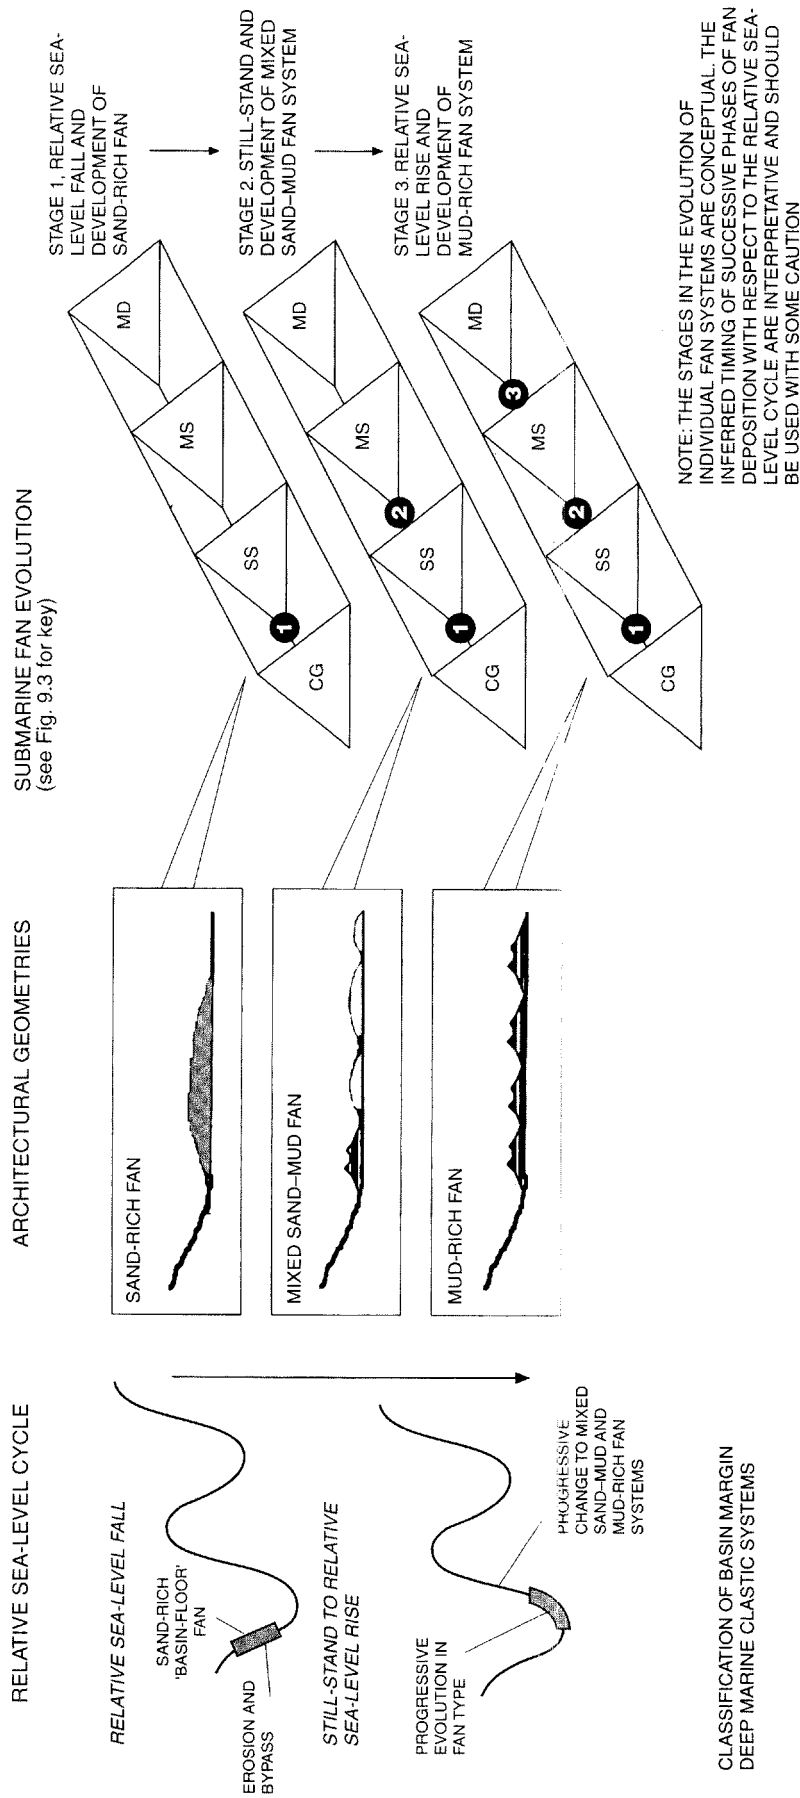 RELATIVE SEA-LEVEL CYCLE
RELATIVE SEA-LEVEL FALL
SAND-RICH
'BASIN-FLOOR'
FAN
EROSION AND
BYPASS
STILL-STAND TO RELATIVE
SEA-LEVEL RISE
PROGRESSIVE
EVOLUTION IN
FAN TYPE
PROGRESSIVE
CHANGE TO MIXED
SAND–MUD AND
MUD-RICH FAN
SYSTEMS
CLASSIFICATION OF BASIN MARGIN
DEEP MARINE CLASTIC SYSTEMS
ARCHITECTURAL GEOMETRIES
SAND-RICH FAN
MIXED SAND–MUD FAN
MUD-RICH FAN
SUBMARINE FAN EVOLUTION
(see Fig. 9.3 for key)
CG
1
SS
MS
MD
STAGE 1, RELATIVE SEA-
LEVEL FALL AND
DEVELOPMENT OF
SAND-RICH FAN
CG
1
SS
2
MS
MD
STAGE 2. STILL-STAND AND
DEVELOPMENT OF MIXED
SAND–MUD FAN SYSTEM
CG
1
SS
2
MS
3
MD
STAGE 3. RELATIVE SEA-
LEVEL RISE AND
DEVELOPMENT OF
MUD-RICH FAN SYSTEM
NOTE: THE STAGES IN THE EVOLUTION OF
INDIVIDUAL FAN SYSTEMS ARE CONCEPTUAL. THE
INFERRED TIMING OF SUCCESSIVE PHASES OF FAN
DEPOSITION WITH RESPECT TO THE RELATIVE SEA-
LEVEL CYCLE ARE INTERPRETATIVE AND SHOULD
BE USED WITH SOME CAUTION